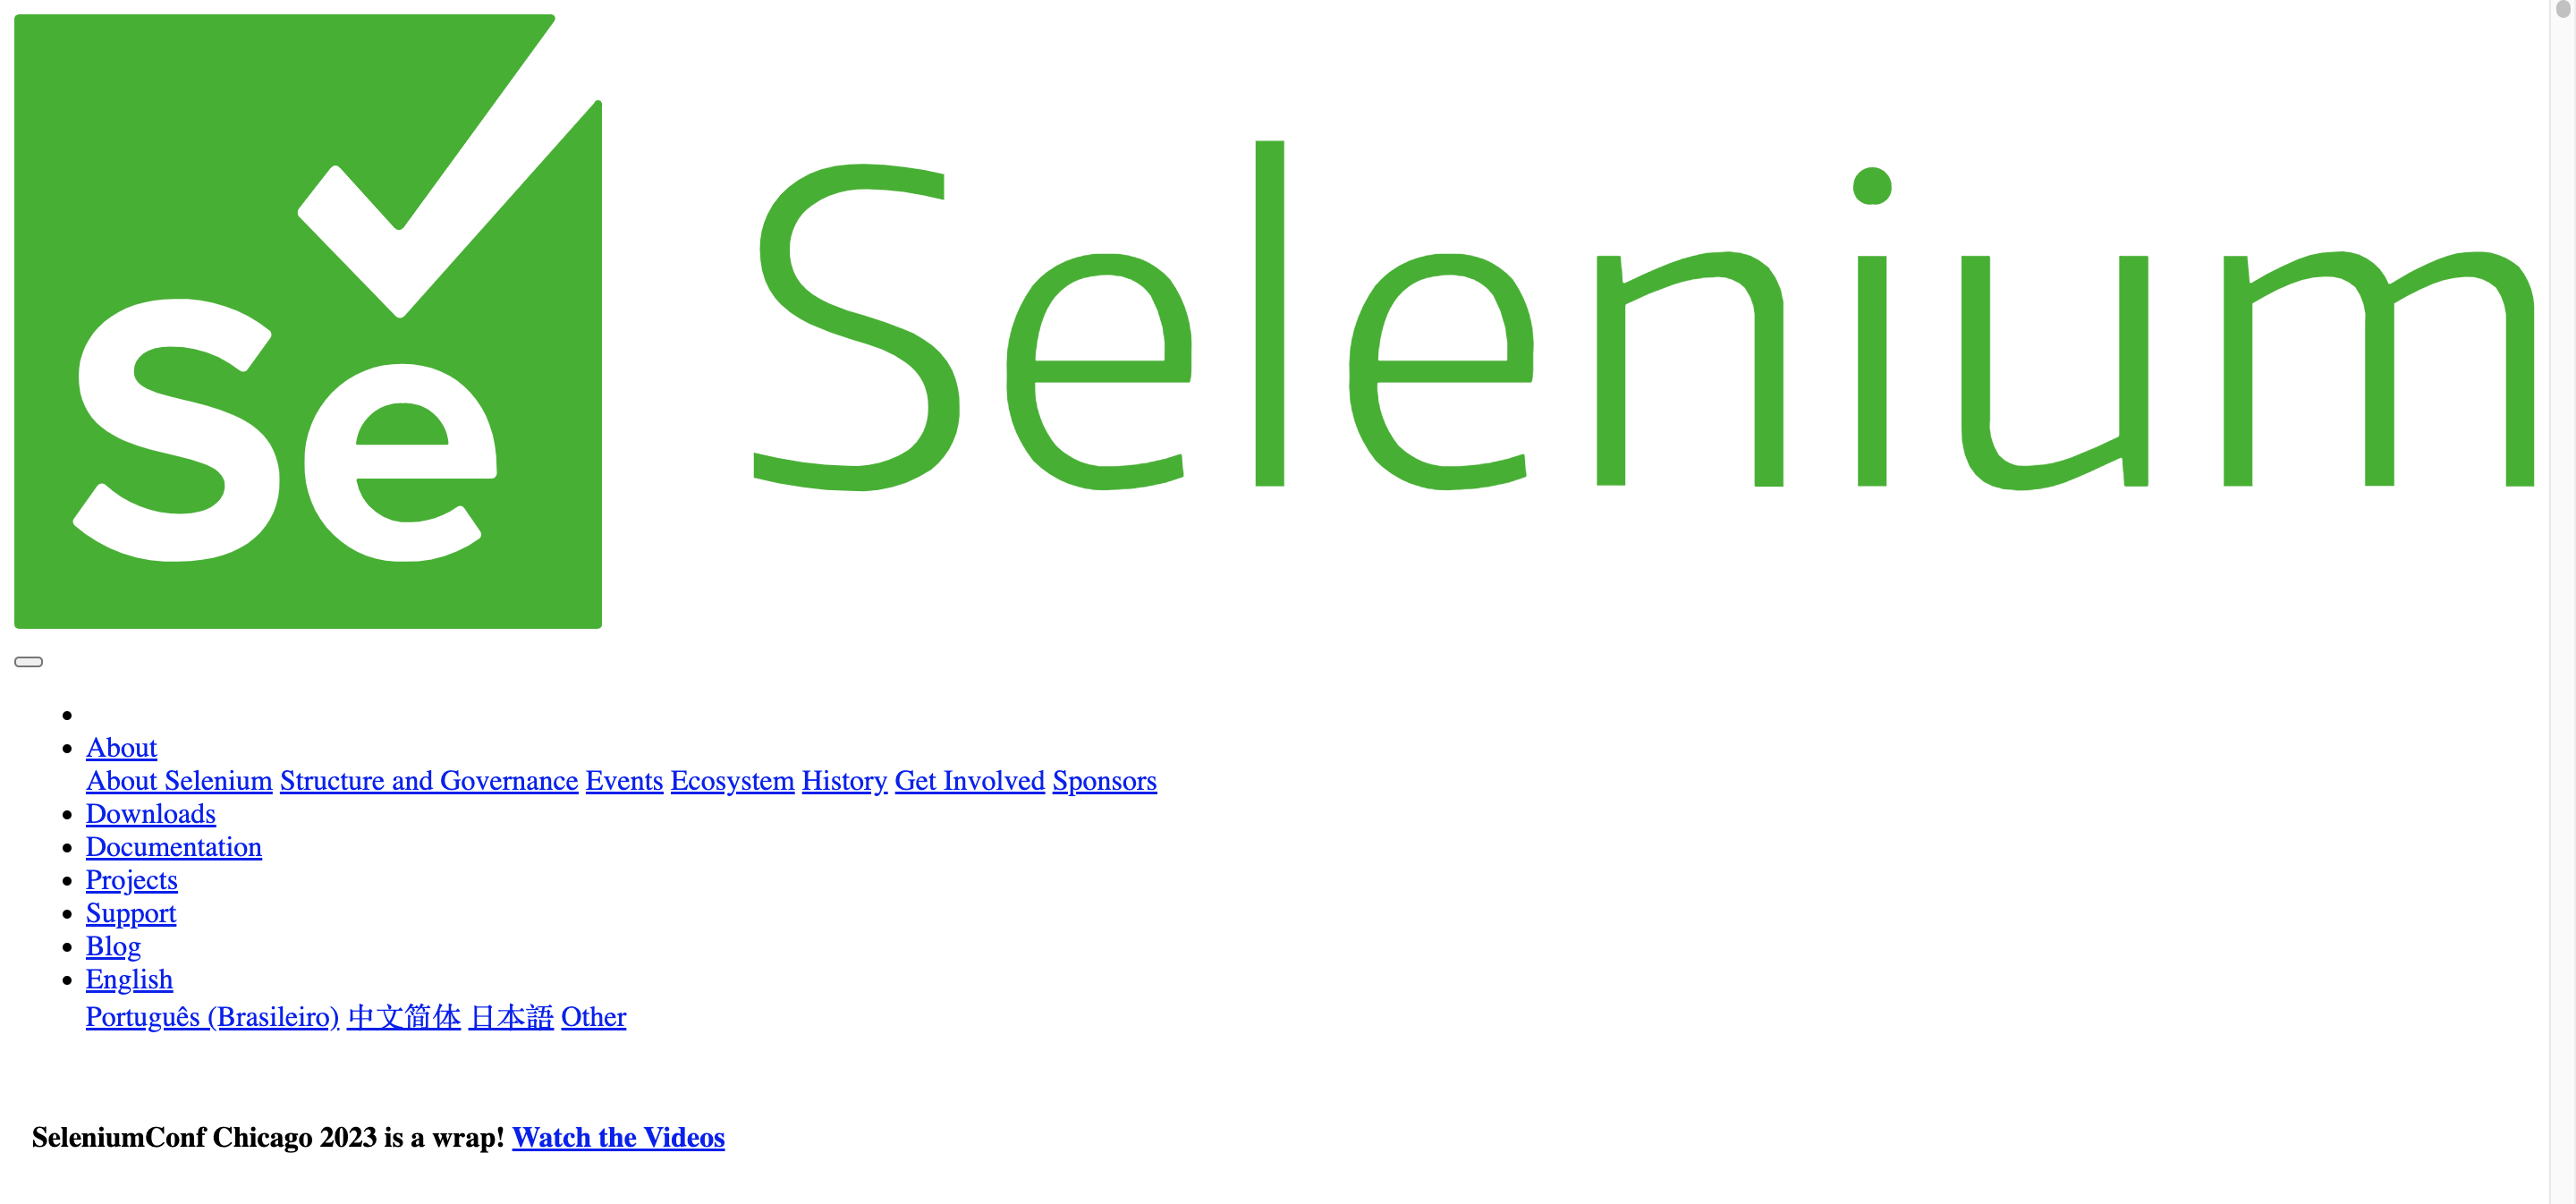 Se
Selenium
About
About Selenium Structure and Governance Events Ecosystem History Get Involved Sponsors
Downloads
Documentation
Projects
Support
Blog
English
Português (Brasileiro) 中文简体 日本語 Other
SeleniumConf Chicago 2023 is a wrap! Watch the Videos